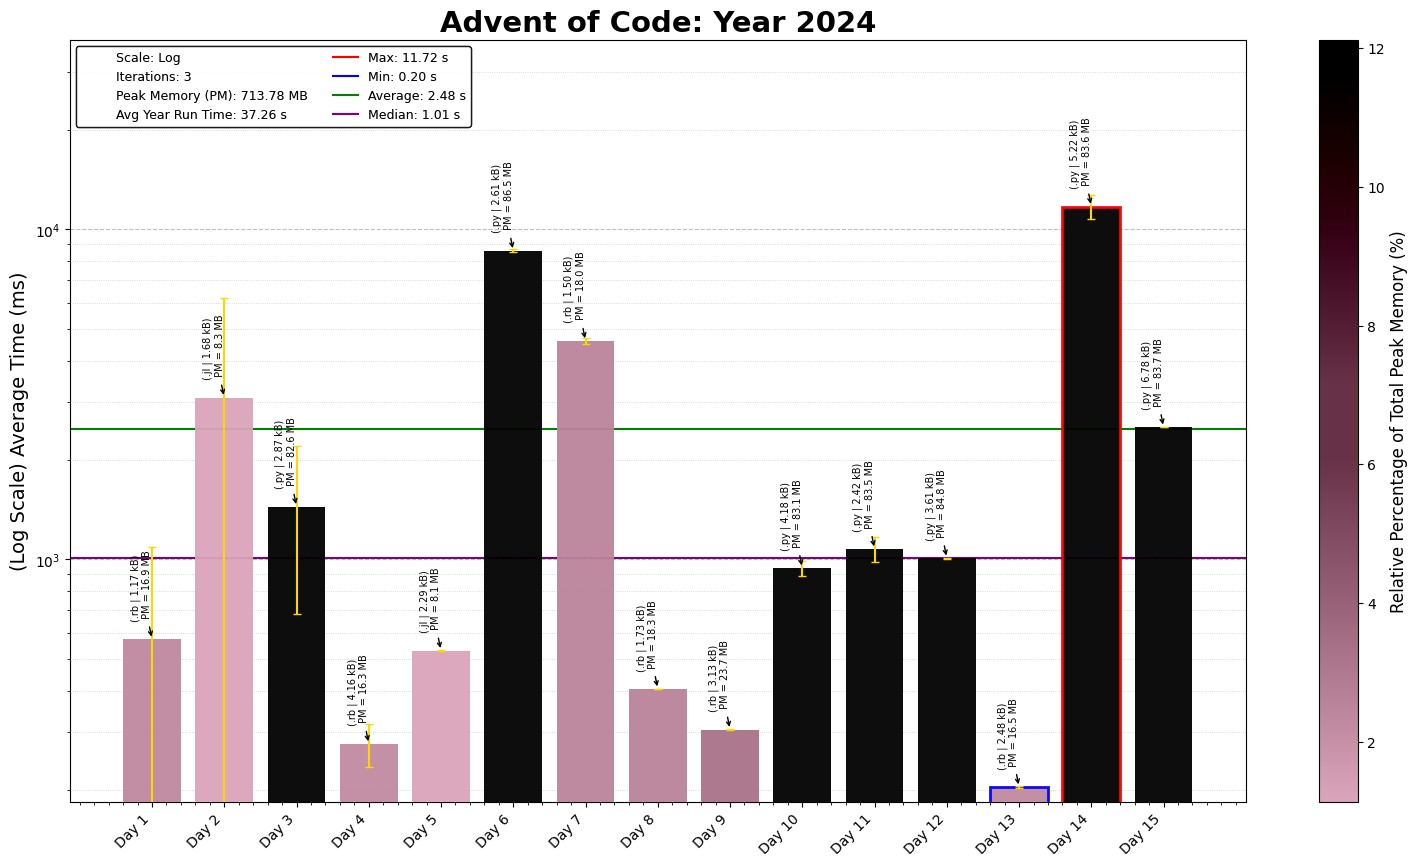 Advent of Code: Year 2024
Scale: Log
Iterations: 3
Peak Memory (PM): 713.78 MB
Avg Year Run Time: 37.26 s
Max: 11.72 s
Min: 0.20 s
Average: 2.48 s
Median: 1.01 s
(Log Scale) Average Time (ms)
10⁴
10³
(.rb | 1.17 kB)
PM = 16.9 MB
(.jl | 1.68 kB)
PM = 8.3 MB
(.py | 2.87 kB)
PM = 82.6 MB
(.rb | 4.16 kB)
PM = 16.3 MB
(.jl | 2.29 kB)
PM = 8.1 MB
(.py | 2.61 kB)
PM = 86.5 MB
(.rb | 1.50 kB)
PM = 18.0 MB
(.rb | 1.73 kB)
PM = 18.3 MB
(.rb | 3.13 kB)
PM = 23.7 MB
(.py | 4.18 kB)
PM = 83.1 MB
(.py | 2.42 kB)
PM = 83.5 MB
(.py | 3.61 kB)
PM = 84.8 MB
(.rb | 2.48 kB)
PM = 16.5 MB
(.py | 5.22 kB)
PM = 83.6 MB
(.py | 6.78 kB)
PM = 83.7 MB
Day 1
Day 2
Day 3
Day 4
Day 5
Day 6
Day 7
Day 8
Day 9
Day 10
Day 11
Day 12
Day 13
Day 14
Day 15
12
10
8
6
4
2
Relative Percentage of Total Peak Memory (%)